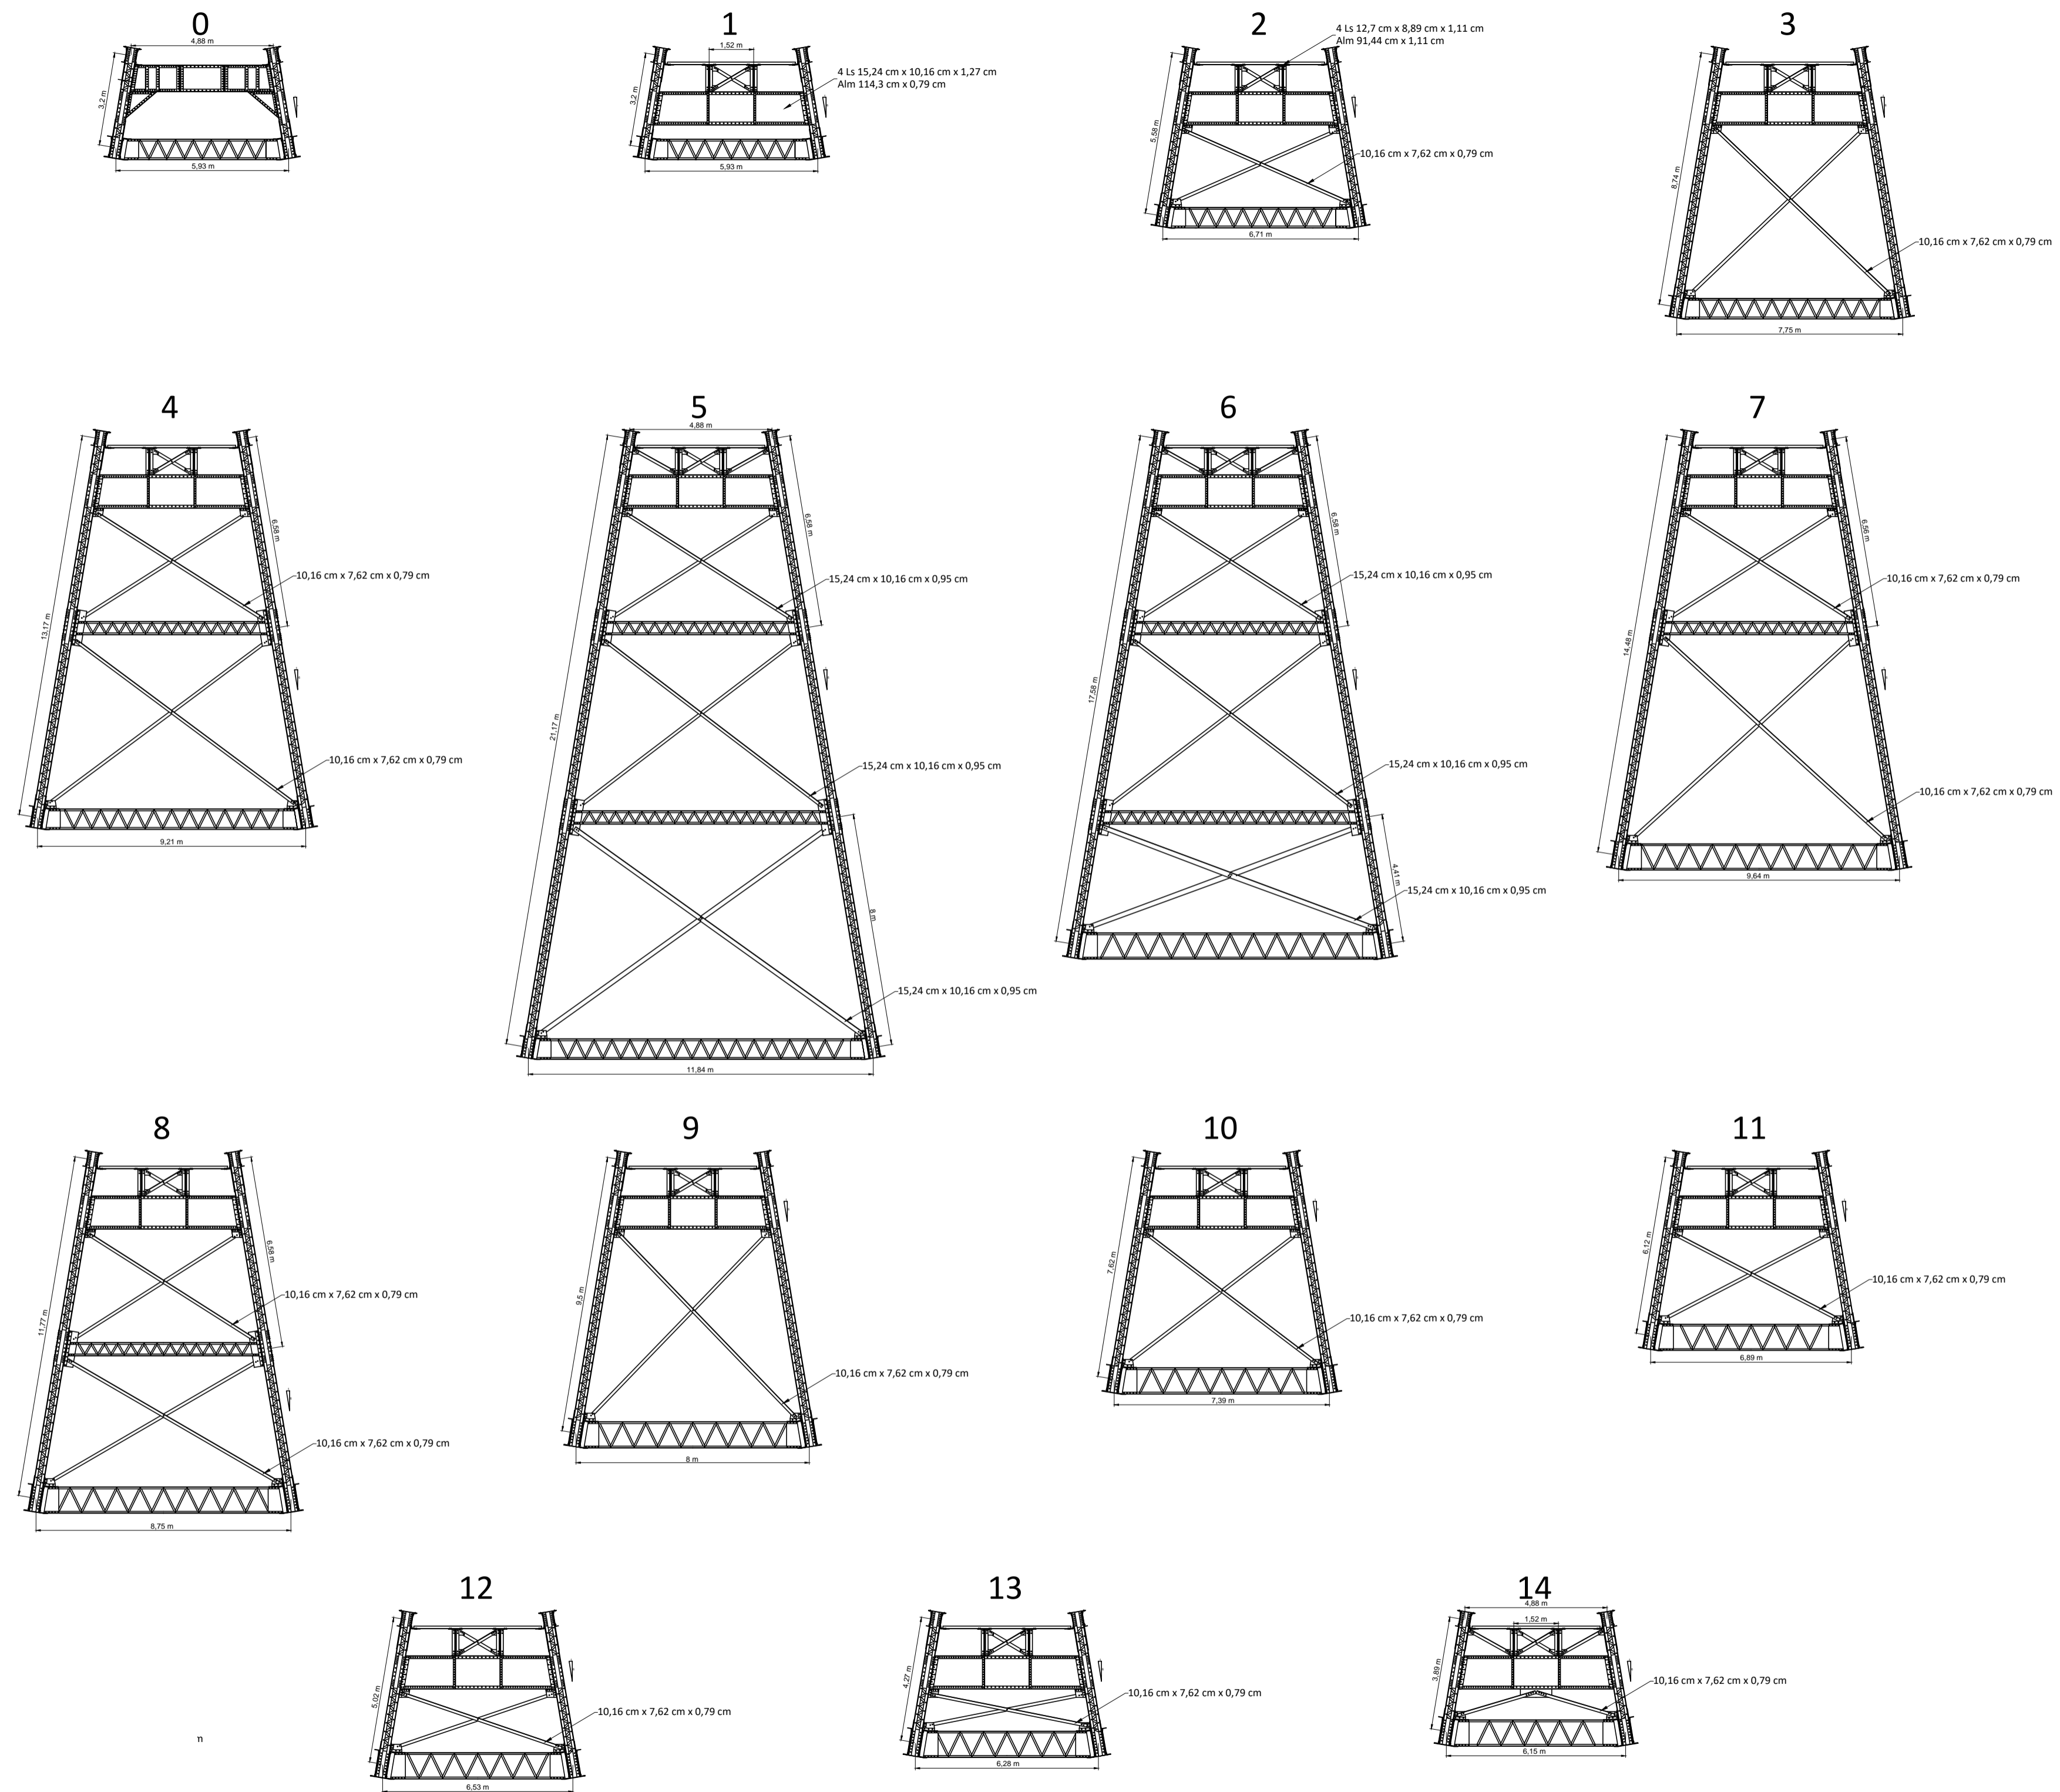 0
4,88 m
3,2 m
5,93 m
1
1,52 m
4 Ls 15,24 cm x 10,16 cm x 1,27 cm
Alm 114,3 cm x 0,79 cm
3,2 m
5,93 m
2
4 Ls 12,7 cm x 8,89 cm x 1,11 cm
Alm 91,44 cm x 1,11 cm
5,58 m
10,16 cm x 7,62 cm x 0,79 cm
6,71 m
3
8,74 m
10,16 cm x 7,62 cm x 0,79 cm
7,75 m
4
6,58 m
10,16 cm x 7,62 cm x 0,79 cm
13,17 m
10,16 cm x 7,62 cm x 0,79 cm
9,21 m
5
4,88 m
6,58 m
15,24 cm x 10,16 cm x 0,95 cm
21,17 m
15,24 cm x 10,16 cm x 0,95 cm
8 m
15,24 cm x 10,16 cm x 0,95 cm
11,84 m
6
6,58 m
15,24 cm x 10,16 cm x 0,95 cm
17,58 m
15,24 cm x 10,16 cm x 0,95 cm
4,41 m
15,24 cm x 10,16 cm x 0,95 cm
7
6,56 m
10,16 cm x 7,62 cm x 0,79 cm
14,48 m
10,16 cm x 7,62 cm x 0,79 cm
9,64 m
8
6,58 m
10,16 cm x 7,62 cm x 0,79 cm
11,77 m
10,16 cm x 7,62 cm x 0,79 cm
8,75 m
9
9,5 m
10,16 cm x 7,62 cm x 0,79 cm
8 m
10
7,62 m
10,16 cm x 7,62 cm x 0,79 cm
7,39 m
11
6,12 m
10,16 cm x 7,62 cm x 0,79 cm
6,89 m
12
5,02 m
10,16 cm x 7,62 cm x 0,79 cm
6,53 m
13
4,27 m
10,16 cm x 7,62 cm x 0,79 cm
6,28 m
14
4,88 m
1,52 m
3,89 m
10,16 cm x 7,62 cm x 0,79 cm
6,15 m